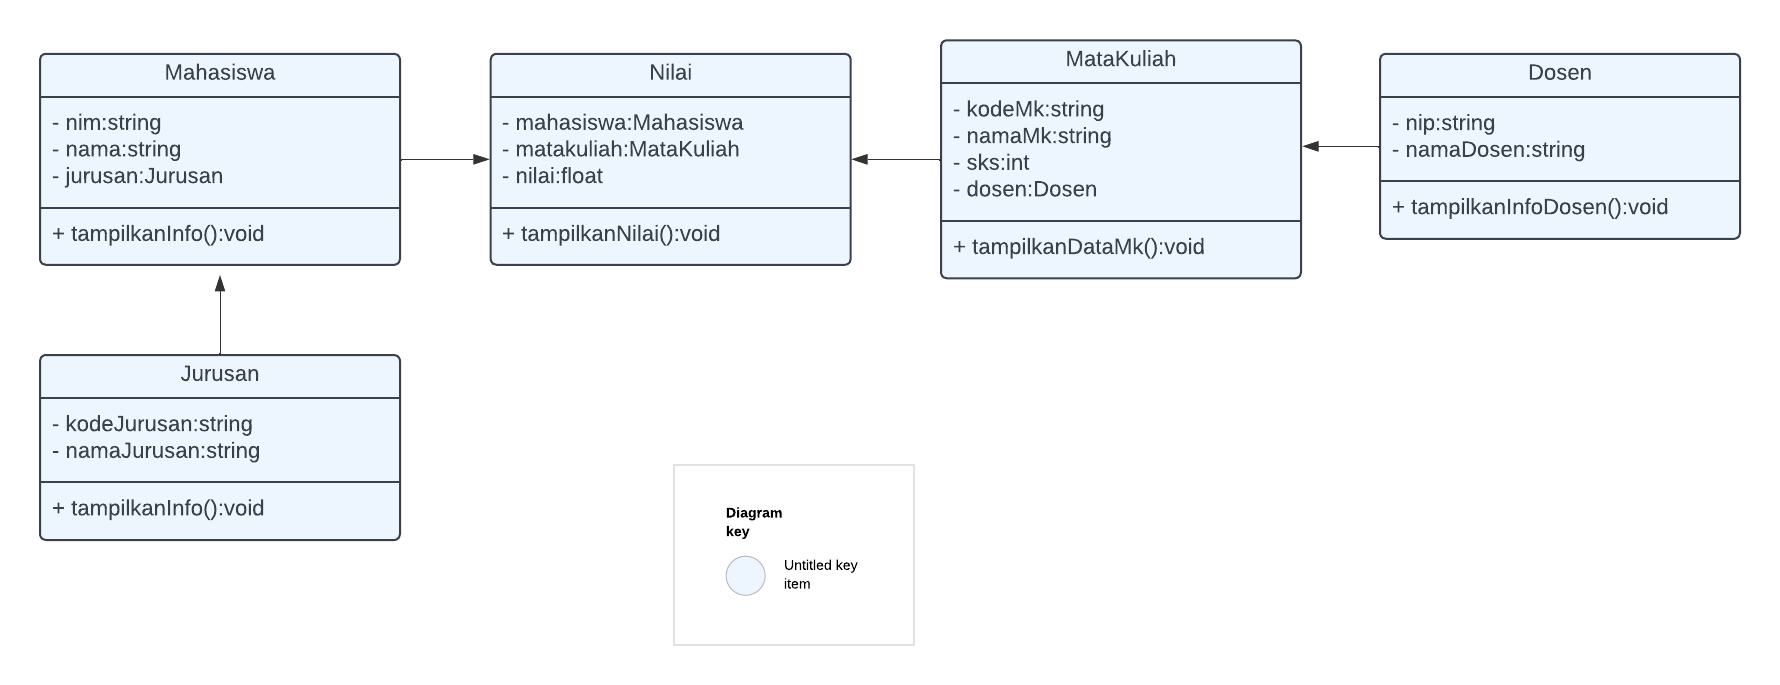 Mahasiswa
- nim:string
- nama:string
- jurusan:Jurusan
+ tampilkanInfo():void
Nilai
- mahasiswa:Mahasiswa
- matakuliah:MataKuliah
- nilai:float
+ tampilkanNilai():void
MataKuliah
- kodeMk:string
- namaMk:string
- sks:int
- dosen:Dosen
+ tampilkanDataMk():void
Dosen
- nip:string
- namaDosen:string
+ tampilkanInfoDosen():void
Jurusan
- kodeJurusan:string
- namaJurusan:string
+ tampilkanInfo():void
Diagram
key
Untitled key
item